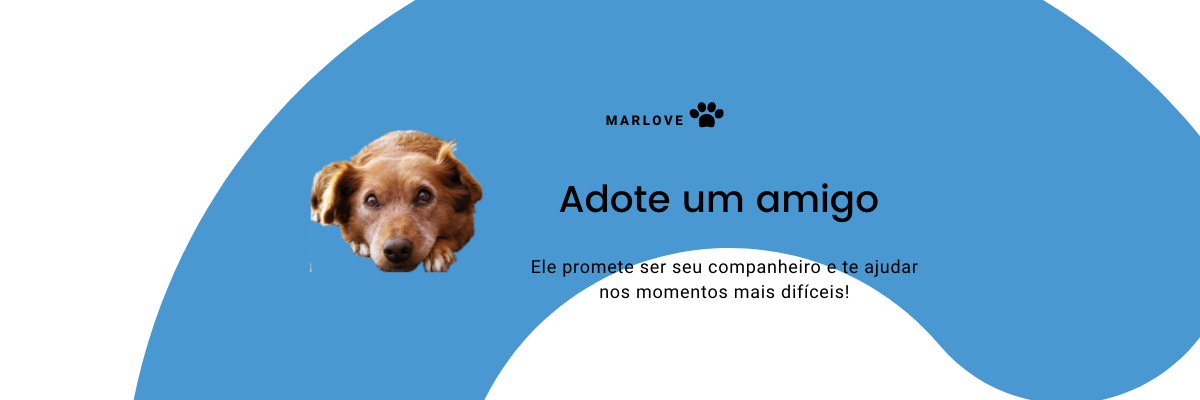 MARLOVE
Adote um amigo
Ele promete ser seu companheiro e te ajudar
nos momentos mais difíceis!